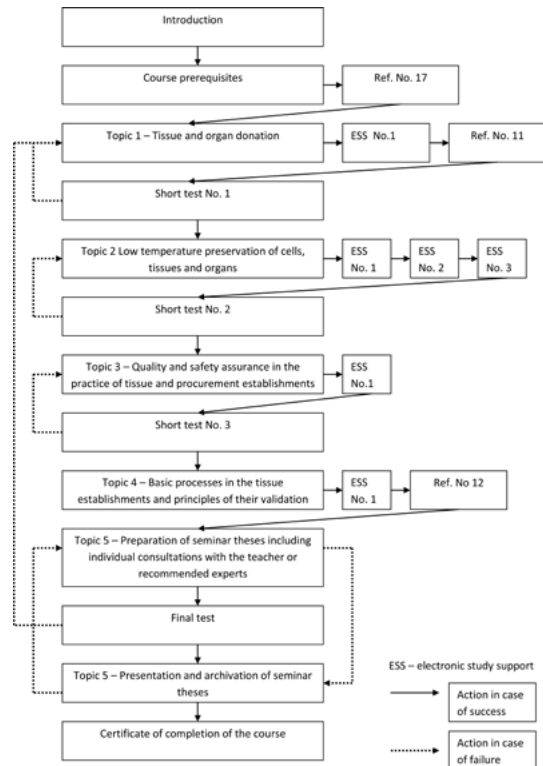 Introduction
Course prerequisites
Ref. No. 17
Topic 1 – Tissue and organ donation
ESS No.1
Ref. No. 11
Short test No. 1
Topic 2 Low temperature preservation of cells,
tissues and organs
ESS
No. 1
ESS
No. 2
ESS
No. 3
Short test No. 2
Topic 3 – Quality and safety assurance in the
practice of tissue and procurement establishments
ESS
No.1
Short test No. 3
Topic 4 – Basic processes in the tissue
establishments and principles of their validation
ESS
No. 1
Ref. No 12
Topic 5 – Preparation of seminar theses including
individual consultations with the teacher or
recommended experts
Final test
Topic 5 – Presentation and archivation of seminar
theses
Certificate of completion of the course
ESS – electronic study support
Action in case
of success
Action in case
of failure